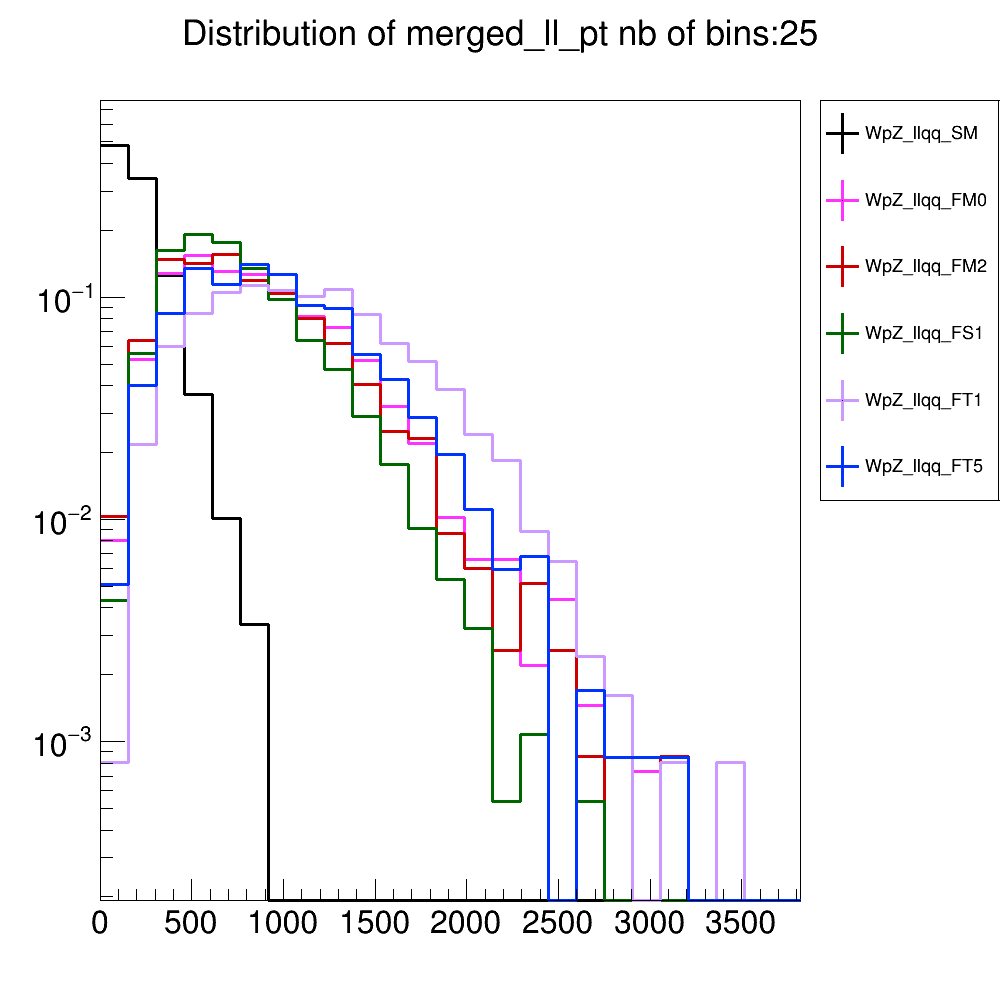 Distribution of merged_ll_pt nb of bins:25
WpZ_llqq_SM
WpZ_llqq_FM0
WpZ_llqq_FM2
WpZ_llqq_FS1
WpZ_llqq_FT1
WpZ_llqq_FT5
10⁻¹
10⁻²
10⁻³
0 500 1000 1500 2000 2500 3000 3500